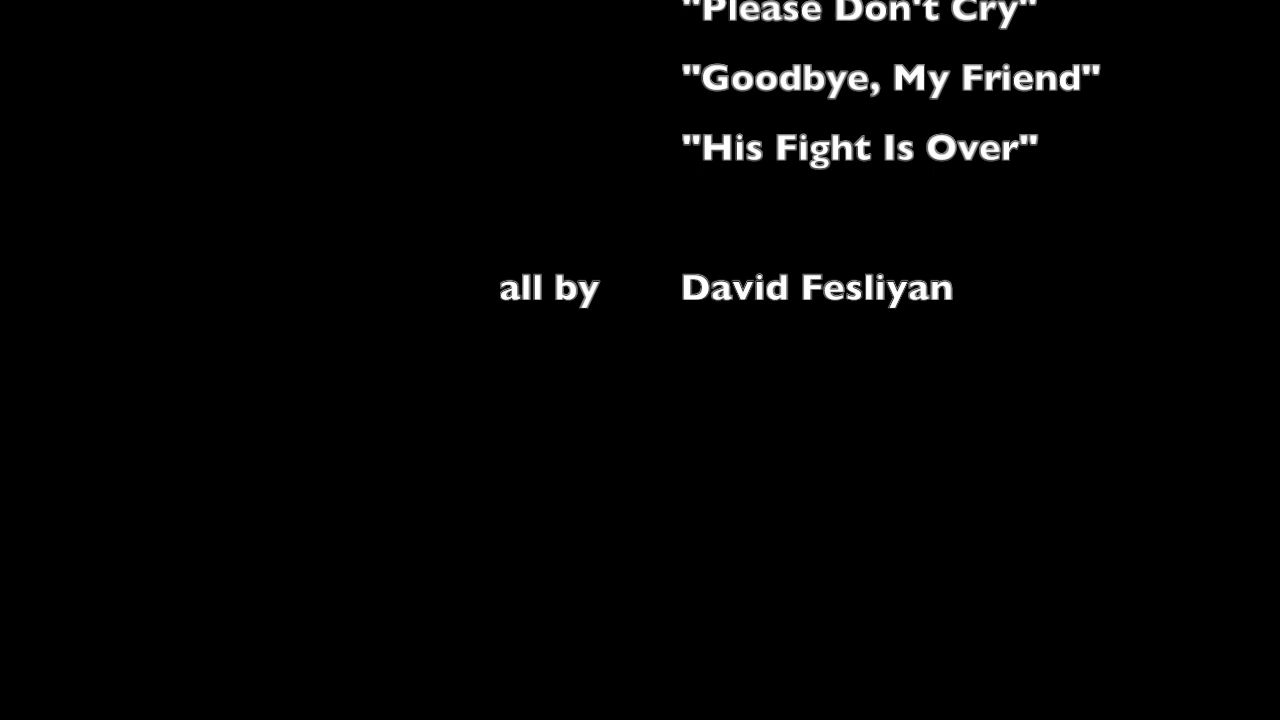 "Please Don't Cry"
"Goodbye, My Friend"
"His Fight Is Over"
all by David Fesliyan